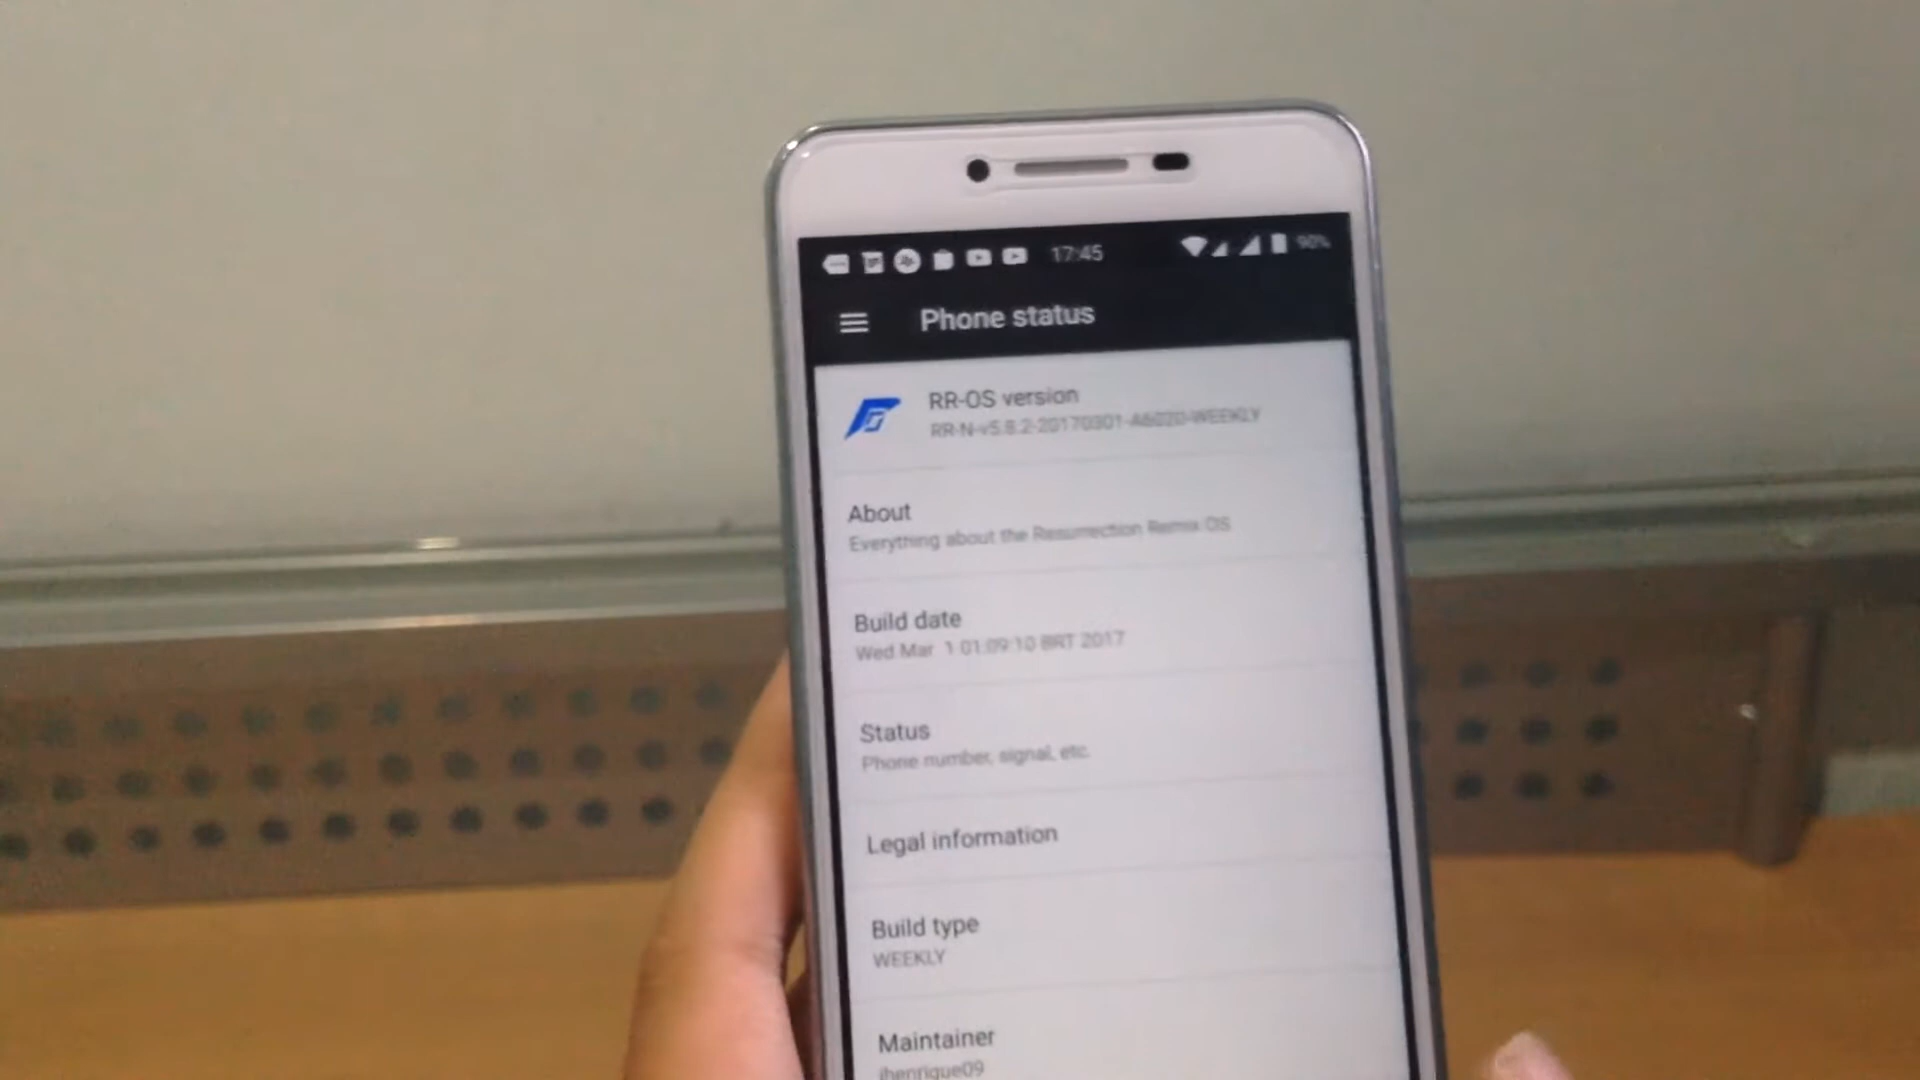 17:45 90%
Phone status
RR-OS version
RR-N-v5.8.2-20170301-A6020-WEEKLY
About
Everything about the Resurrection Remix OS
Build date
Wed Mar 1 01:09:10 BRT 2017
Status
Phone number, signal, etc.
Legal information
Build type
WEEKLY
Maintainer
jhenrique09